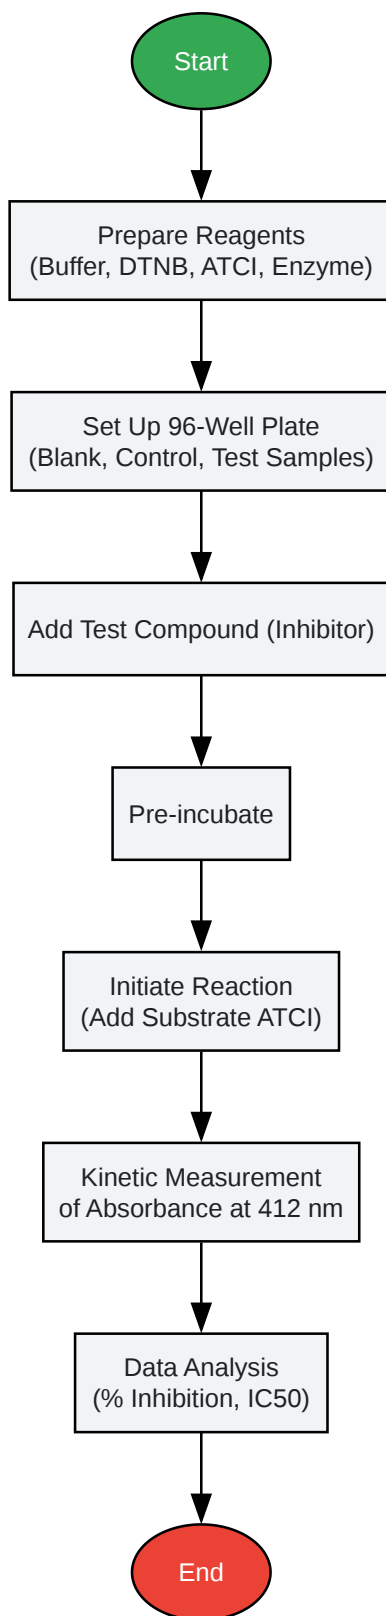 Start
Prepare Reagents
(Buffer, DTNB, ATCI, Enzyme)
Set Up 96-Well Plate
(Blank, Control, Test Samples)
Add Test Compound (Inhibitor)
Pre-incubate
Initiate Reaction
(Add Substrate ATCI)
Kinetic Measurement
of Absorbance at 412 nm
Data Analysis
(% Inhibition, IC50)
End